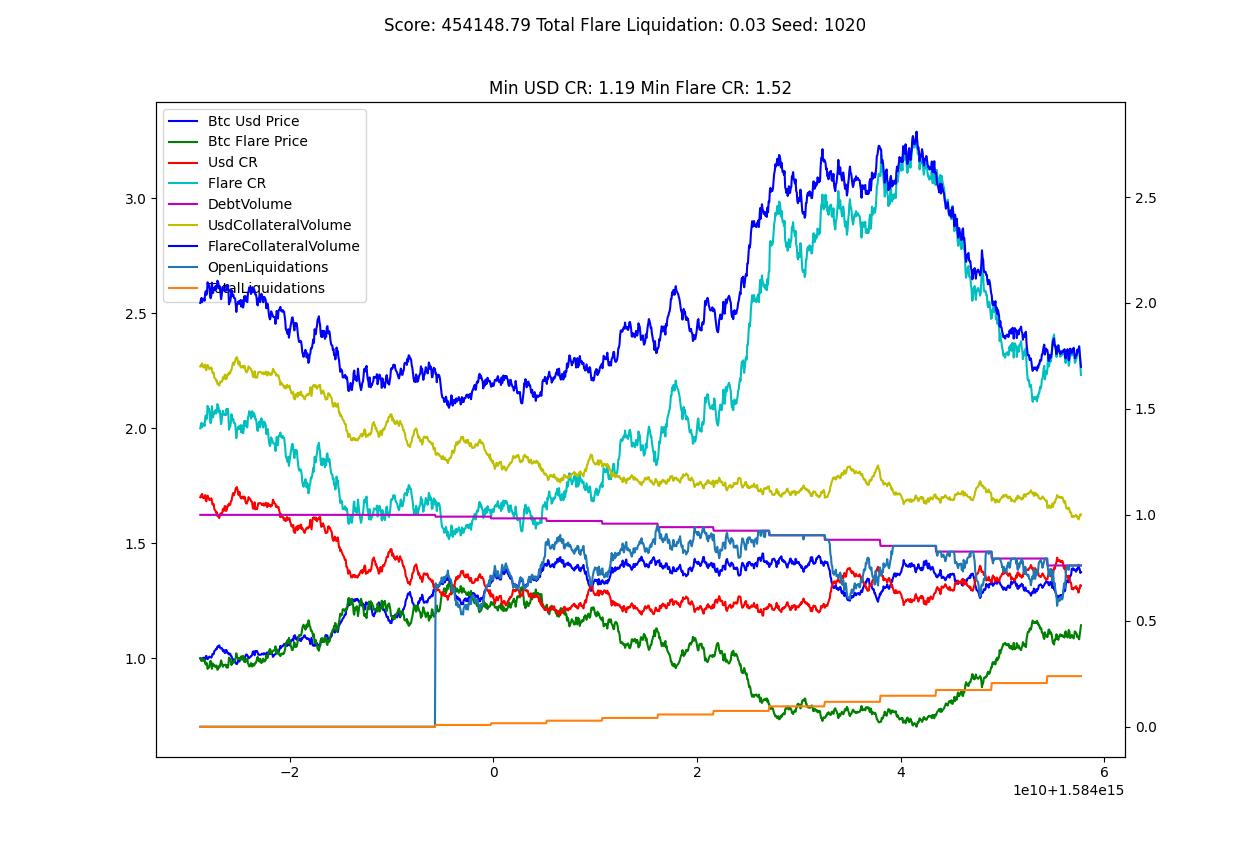 Score: 454148.79 Total Flare Liquidation: 0.03 Seed: 1020
Min USD CR: 1.19 Min Flare CR: 1.52
Btc Usd Price
Btc Flare Price
Usd CR
Flare CR
DebtVolume
UsdCollateralVolume
FlareCollateralVolume
OpenLiquidations
TotalLiquidations
3.0
2.5
2.0
1.5
1.0
2.5
2.0
1.5
1.0
0.5
0.0
−2
0
2
4
6
1e10+1.584e15